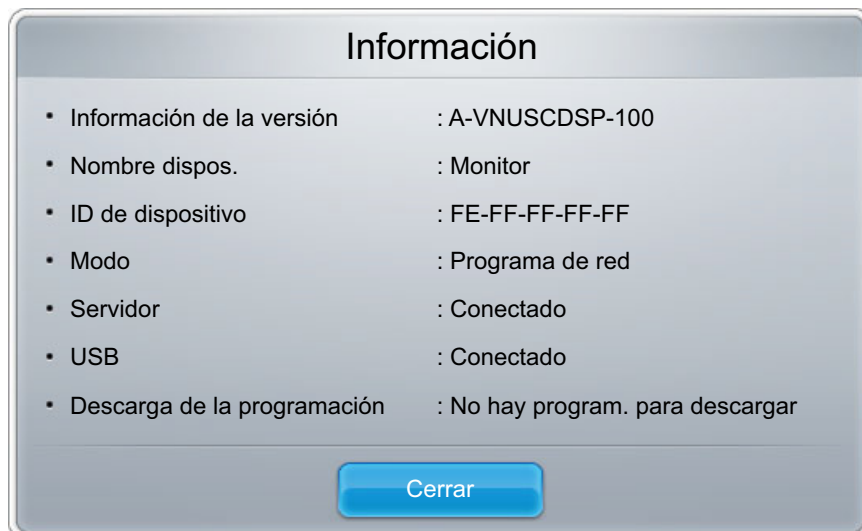 Información
• Información de la versión : A-VNUSCDSP-100
• Nombre dispos. : Monitor
• ID de dispositivo : FE-FF-FF-FF-FF
• Modo : Programa de red
• Servidor : Conectado
• USB : Conectado
• Descarga de la programación : No hay program. para descargar
Cerrar